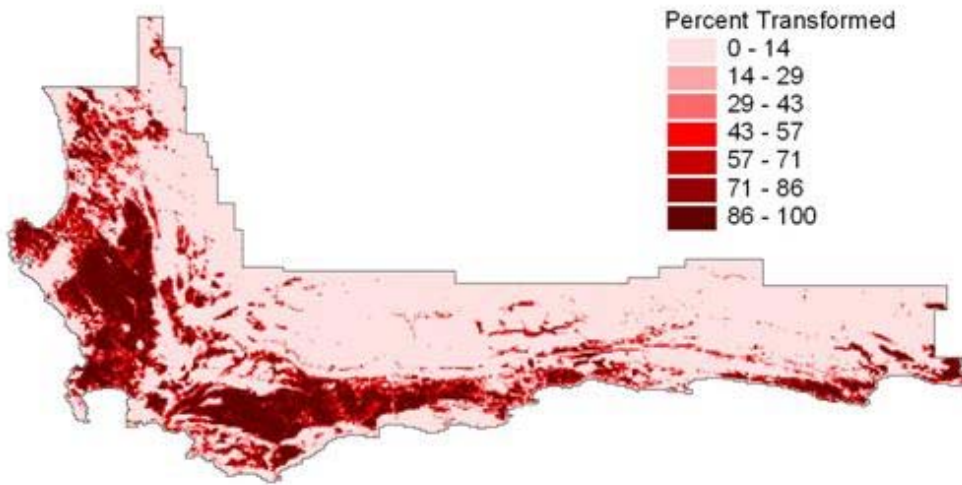 Percent Transformed
0 - 14
14 - 29
29 - 43
43 - 57
57 - 71
71 - 86
86 - 100